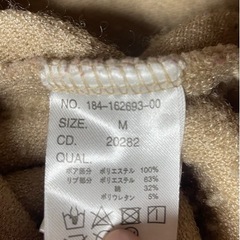 NO. 184-162693-00
SIZE. M
CD. 20282
QUAL.
ボア部分 ポリエステル 100%
リブ部分 ポリエステル 63%
綿 32%
ポリウレタン 5%